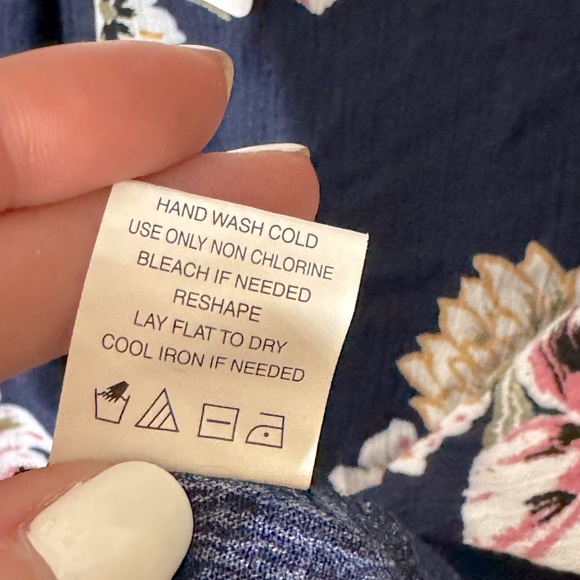 HAND WASH COLD
USE ONLY NON CHLORINE
BLEACH IF NEEDED
RESHAPE
LAY FLAT TO DRY
COOL IRON IF NEEDED